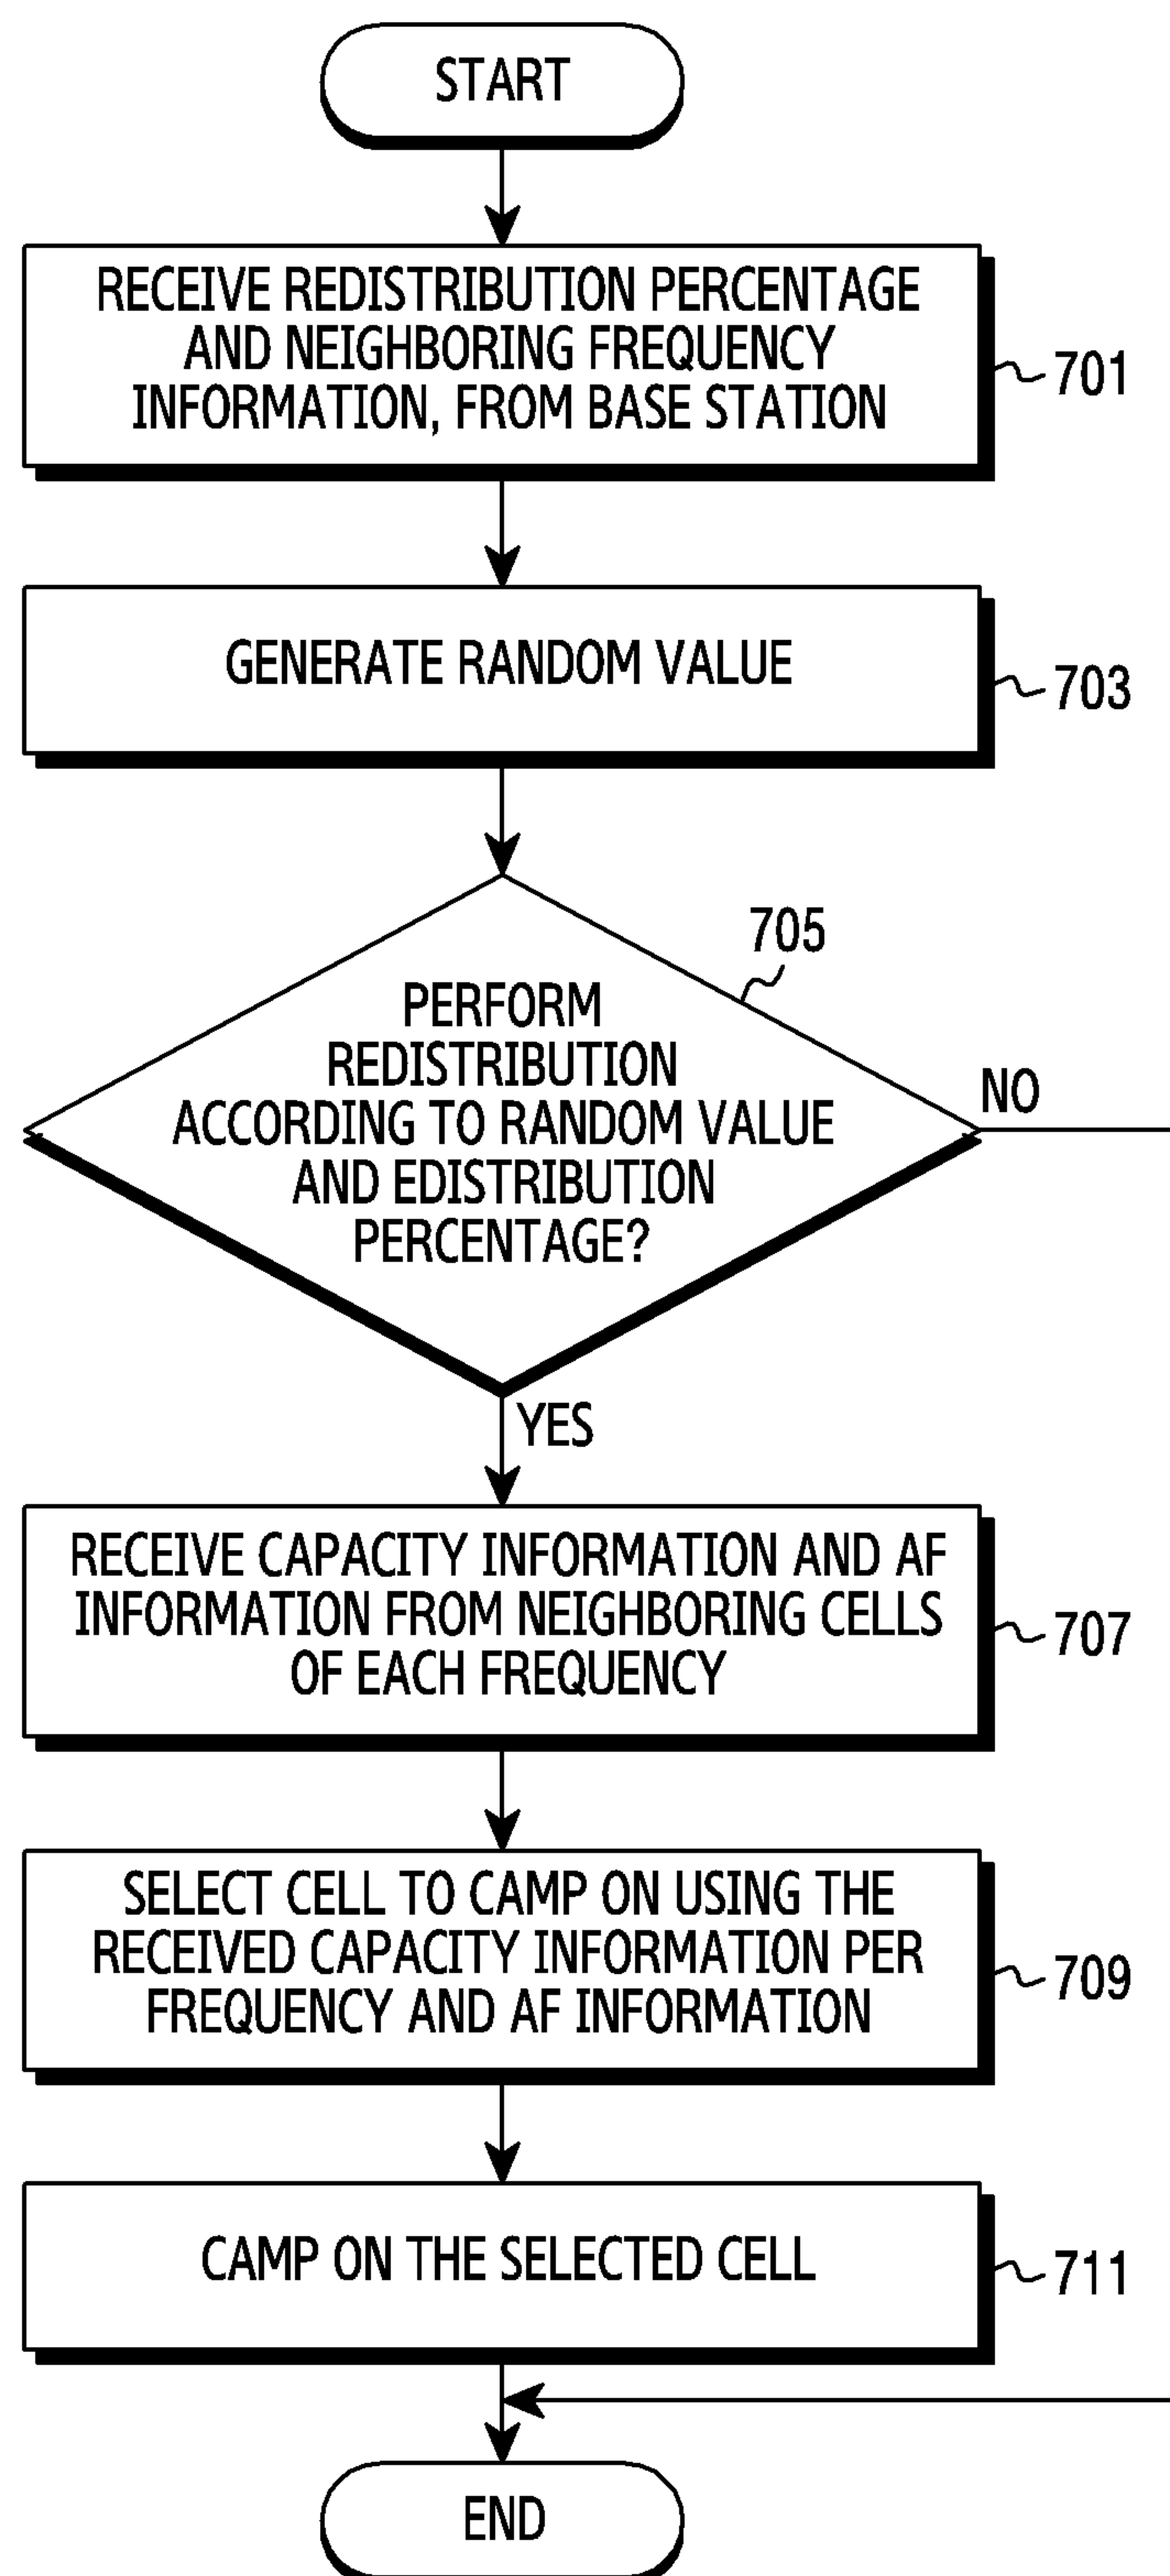 START
RECEIVE REDISTRIBUTION PERCENTAGE
AND NEIGHBORING FREQUENCY
INFORMATION, FROM BASE STATION
701
GENERATE RANDOM VALUE
703
705
PERFORM
REDISTRIBUTION
ACCORDING TO RANDOM VALUE
AND EDISTRIBUTION
PERCENTAGE?
NO
YES
RECEIVE CAPACITY INFORMATION AND AF
INFORMATION FROM NEIGHBORING CELLS
OF EACH FREQUENCY
707
SELECT CELL TO CAMP ON USING THE
RECEIVED CAPACITY INFORMATION PER
FREQUENCY AND AF INFORMATION
709
CAMP ON THE SELECTED CELL
711
END